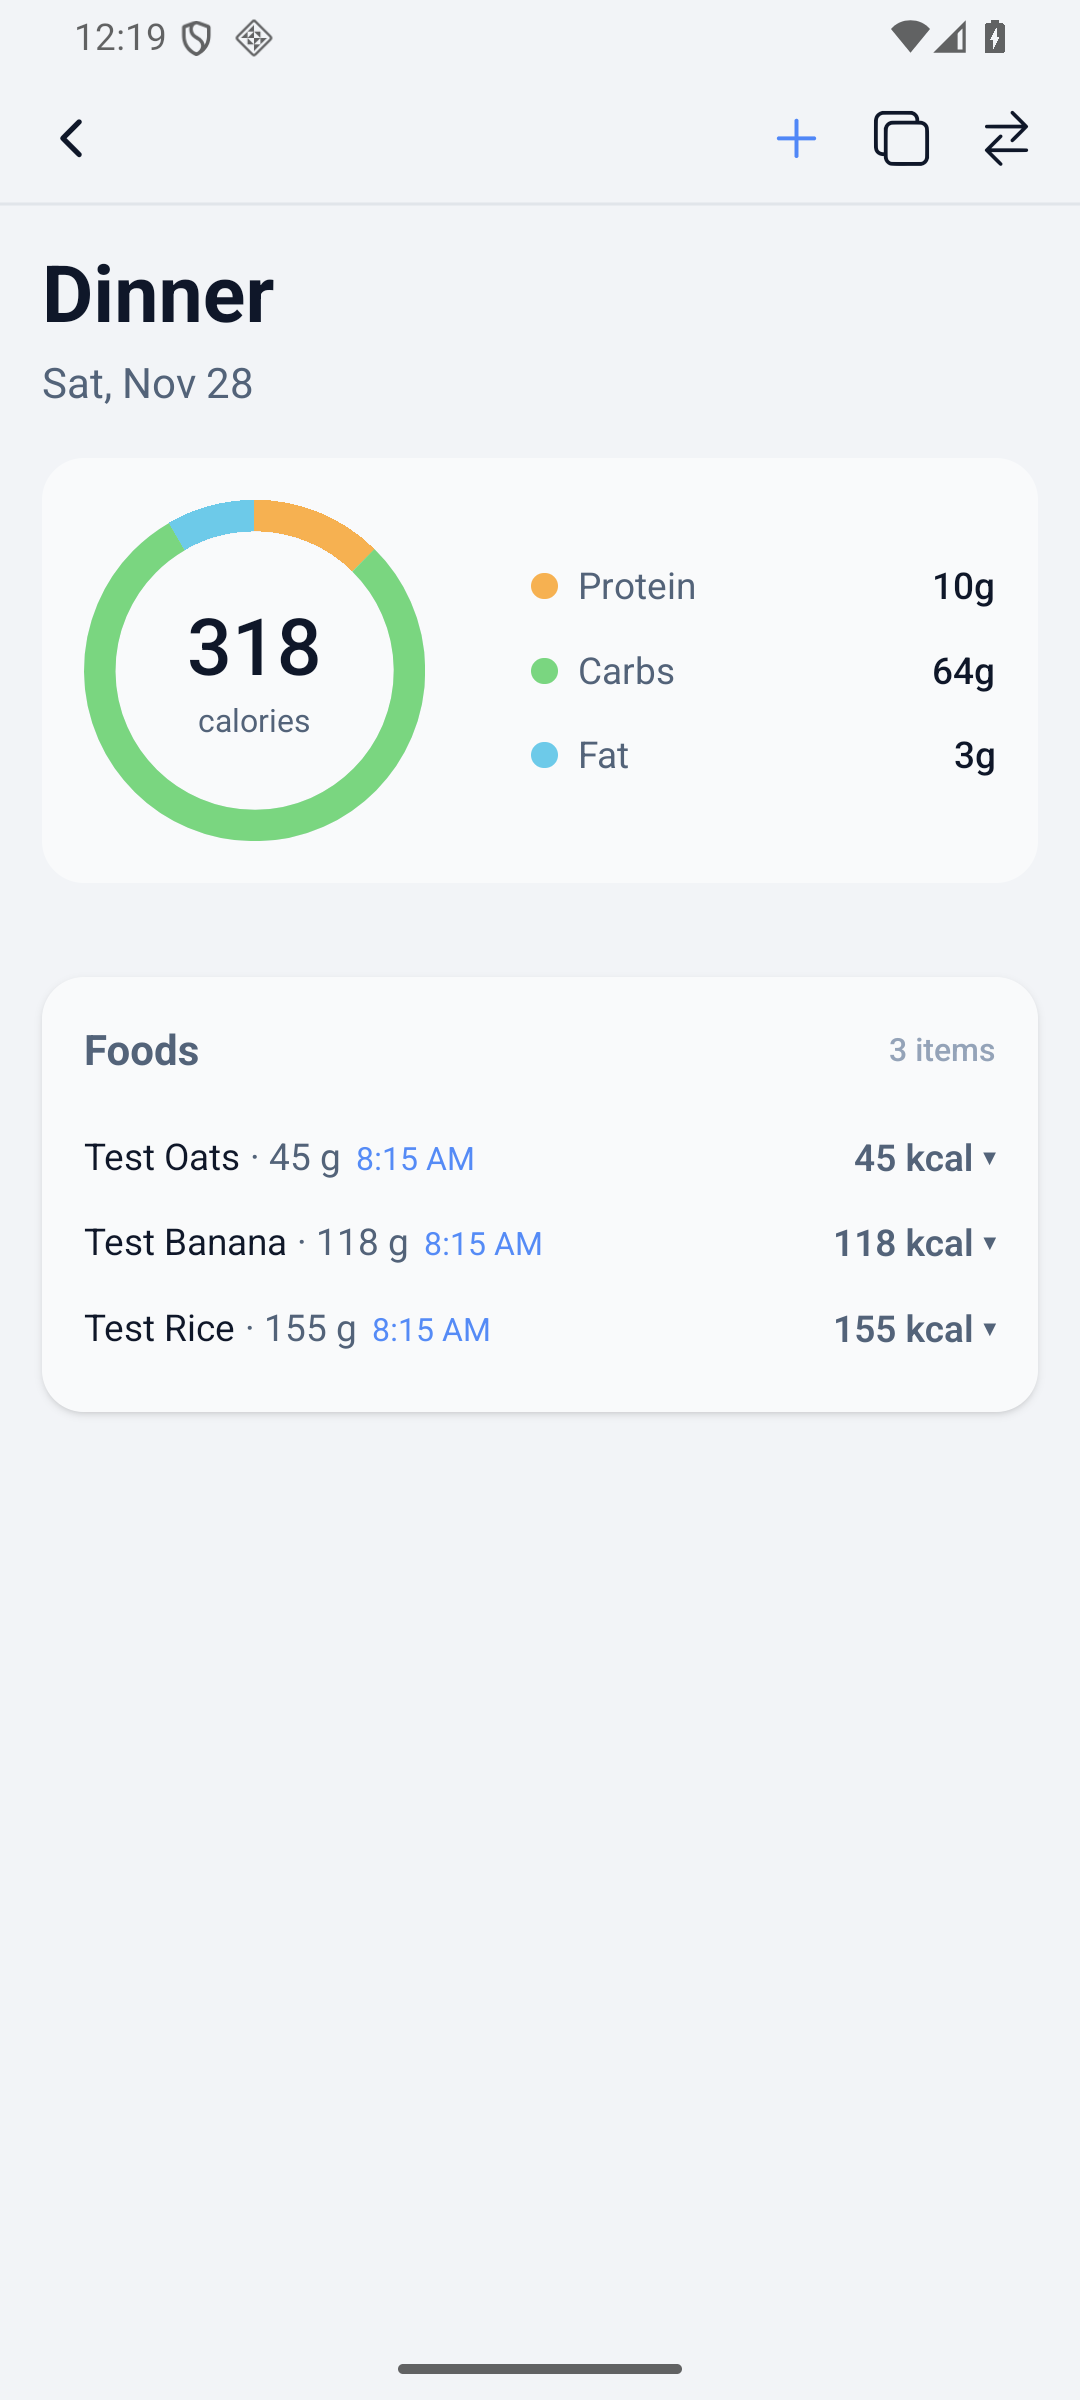 12:19
Dinner
Sat, Nov 28
318
calories
Protein 10g
Carbs 64g
Fat 3g
Foods 3 items
Test Oats · 45 g 8:15 AM 45 kcal ▾
Test Banana · 118 g 8:15 AM 118 kcal ▾
Test Rice · 155 g 8:15 AM 155 kcal ▾